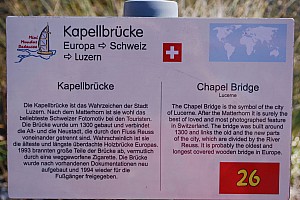 Mini
Mundus
Bodensee
Kapellbrücke
Europa ⇨ Schweiz
⇨ Luzern
Kapellbrücke
Die Kapellbrücke ist das Wahrzeichen der Stadt
Luzern. Nach dem Matterhorn ist sie wohl das
beliebteste Schweizer Fotomotiv bei den Touristen.
Die Brücke wurde um 1300 gebaut und verbindet
die Alt- und die Neustadt, die durch den Fluss Reuss
voneinander getrennt sind. Wahrscheinlich ist sie
die älteste und längste überdachte Holzbrücke Europas.
1993 brannten große Teile der Brücke ab, vermutlich
durch eine weggeworfene Zigarette. Die Brücke
wurde nach vorhandenen Dokumentationen neu
aufgebaut und 1994 wieder für die
Fußgänger freigegeben.
Chapel Bridge
Lucerne
The Chapel Bridge is the symbol of the city
of Lucerne. After the Matterhorn it is surely the
best of loved and most photographed feature
in Switzerland. The bridge was built around
1300 and links the old and the new parts
of the city, which are divided by the River
Reuss. It is probably the oldest and
longest covered wooden bridge in Europe.
26